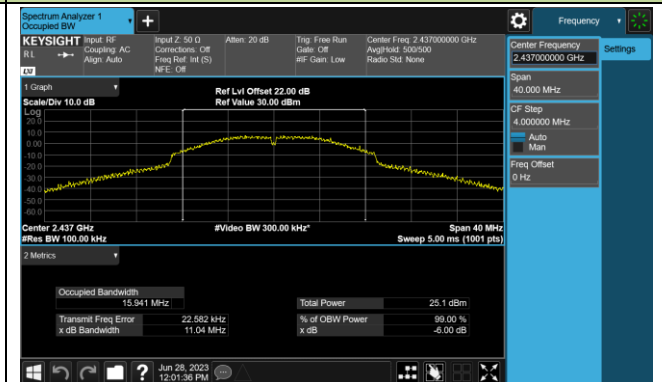 Spectrum Analyzer 1
Occupied BW
Frequency
KEYSIGHT
RL
LXI
Input: RF
Coupling: AC
Align: Auto
Input Z: 50 Ω
Corrections: Off
Freq Ref: Int (S)
NFE: Off
Atten: 20 dB
Trig: Free Run
Gate: Off
#IF Gain: Low
Center Freq: 2.437000000 GHz
Avg|Hold: 500/500
Radio Std: None
Center Frequency
2.437000000 GHz
Settings
Span
40.000 MHz
CF Step
4.000000 MHz
Auto
Man
Freq Offset
0 Hz
1 Graph
Scale/Div 10.0 dB
Ref Lvl Offset 22.00 dB
Ref Value 30.00 dBm
Log
20.0
10.0
0.00
-10.0
-20.0
-30.0
-40.0
-50.0
-60.0
Center 2.437 GHz
#Video BW 300.00 kHz*
Span 40 MHz
#Res BW 100.00 kHz
Sweep 5.00 ms (1001 pts)
2 Metrics
Occupied Bandwidth
15.941 MHz
Total Power 25.1 dBm
Transmit Freq Error 22.582 kHz
% of OBW Power 99.00 %
x dB Bandwidth 11.04 MHz
x dB -6.00 dB
?
Jun 28, 2023
12:01:36 PM